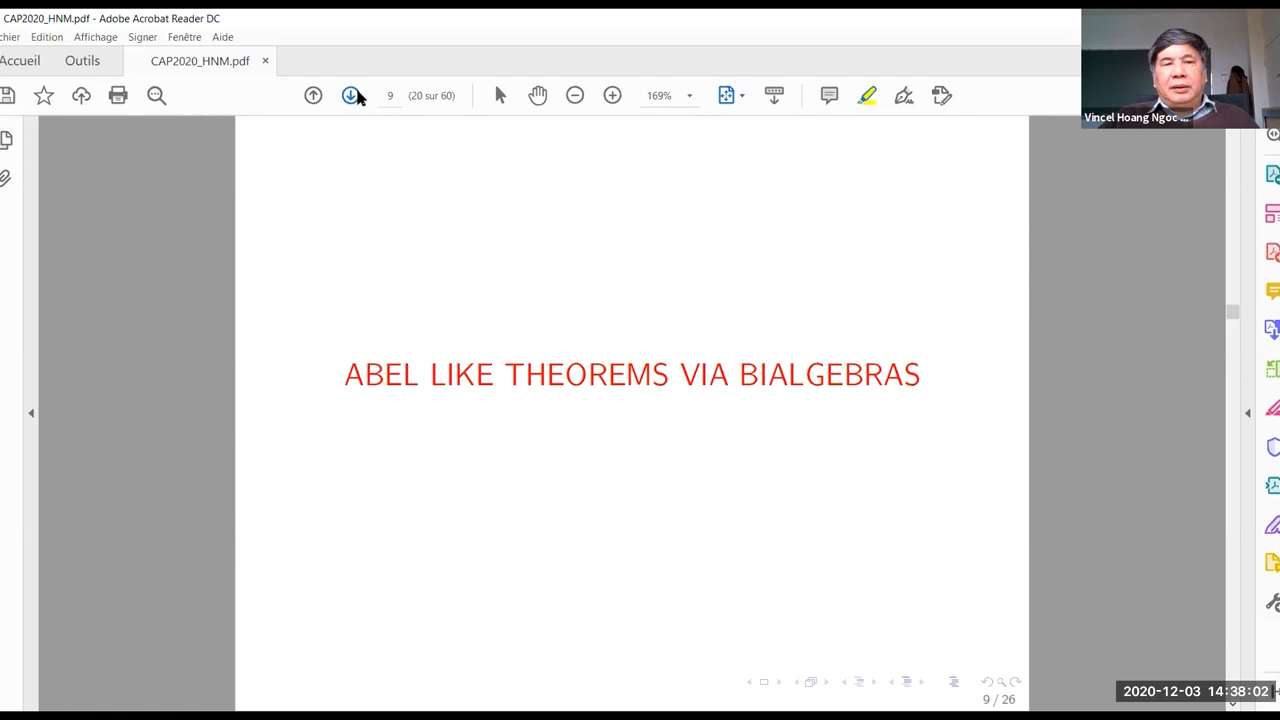 CAP2020_HNM.pdf - Adobe Acrobat Reader DC
chier Edition Affichage Signer Fenêtre Aide
Accueil Outils CAP2020_HNM.pdf ×
9 (20 sur 60) 169%
Vincel Hoang Ngoc ...
ABEL LIKE THEOREMS VIA BIALGEBRAS
9 / 26
2020-12-03 14:38:02